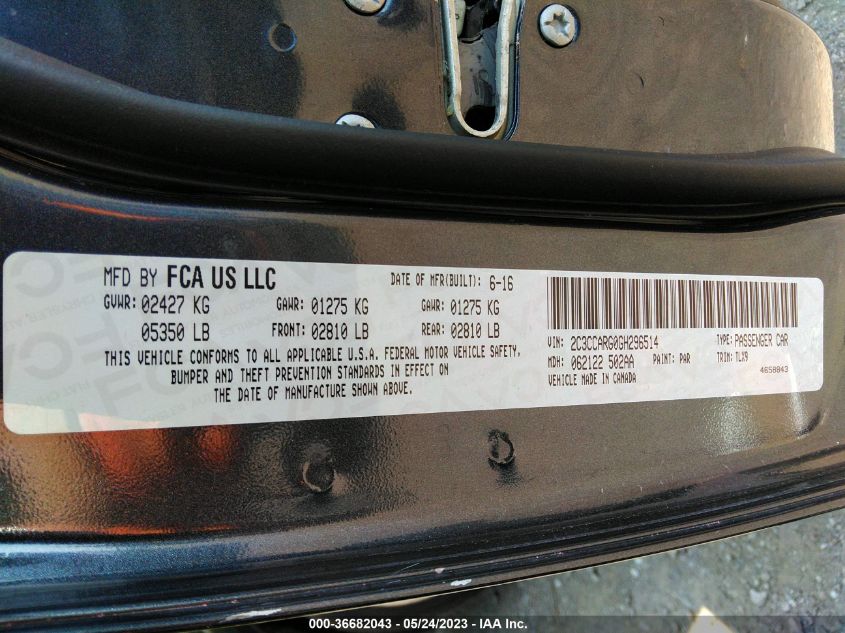 MFD BY FCA US LLC DATE OF MFR(BUILT): 6-16
GVWR: 02427 KG GAWR: 01275 KG GAWR: 01275 KG
05350 LB FRONT: 02810 LB REAR: 02810 LB
THIS VEHICLE CONFORMS TO ALL APPLICABLE U.S.A. FEDERAL MOTOR VEHICLE SAFETY,
BUMPER AND THEFT PREVENTION STANDARDS IN EFFECT ON
THE DATE OF MANUFACTURE SHOWN ABOVE.
VIN: 2C3CCARG0GH296514 TYPE: PASSENGER CAR
MDH: 062122 502AA PAINT: PAR TRIM: TLX9
VEHICLE MADE IN CANADA 4658843
000-36682043 - 05/24/2023 - IAAI.com